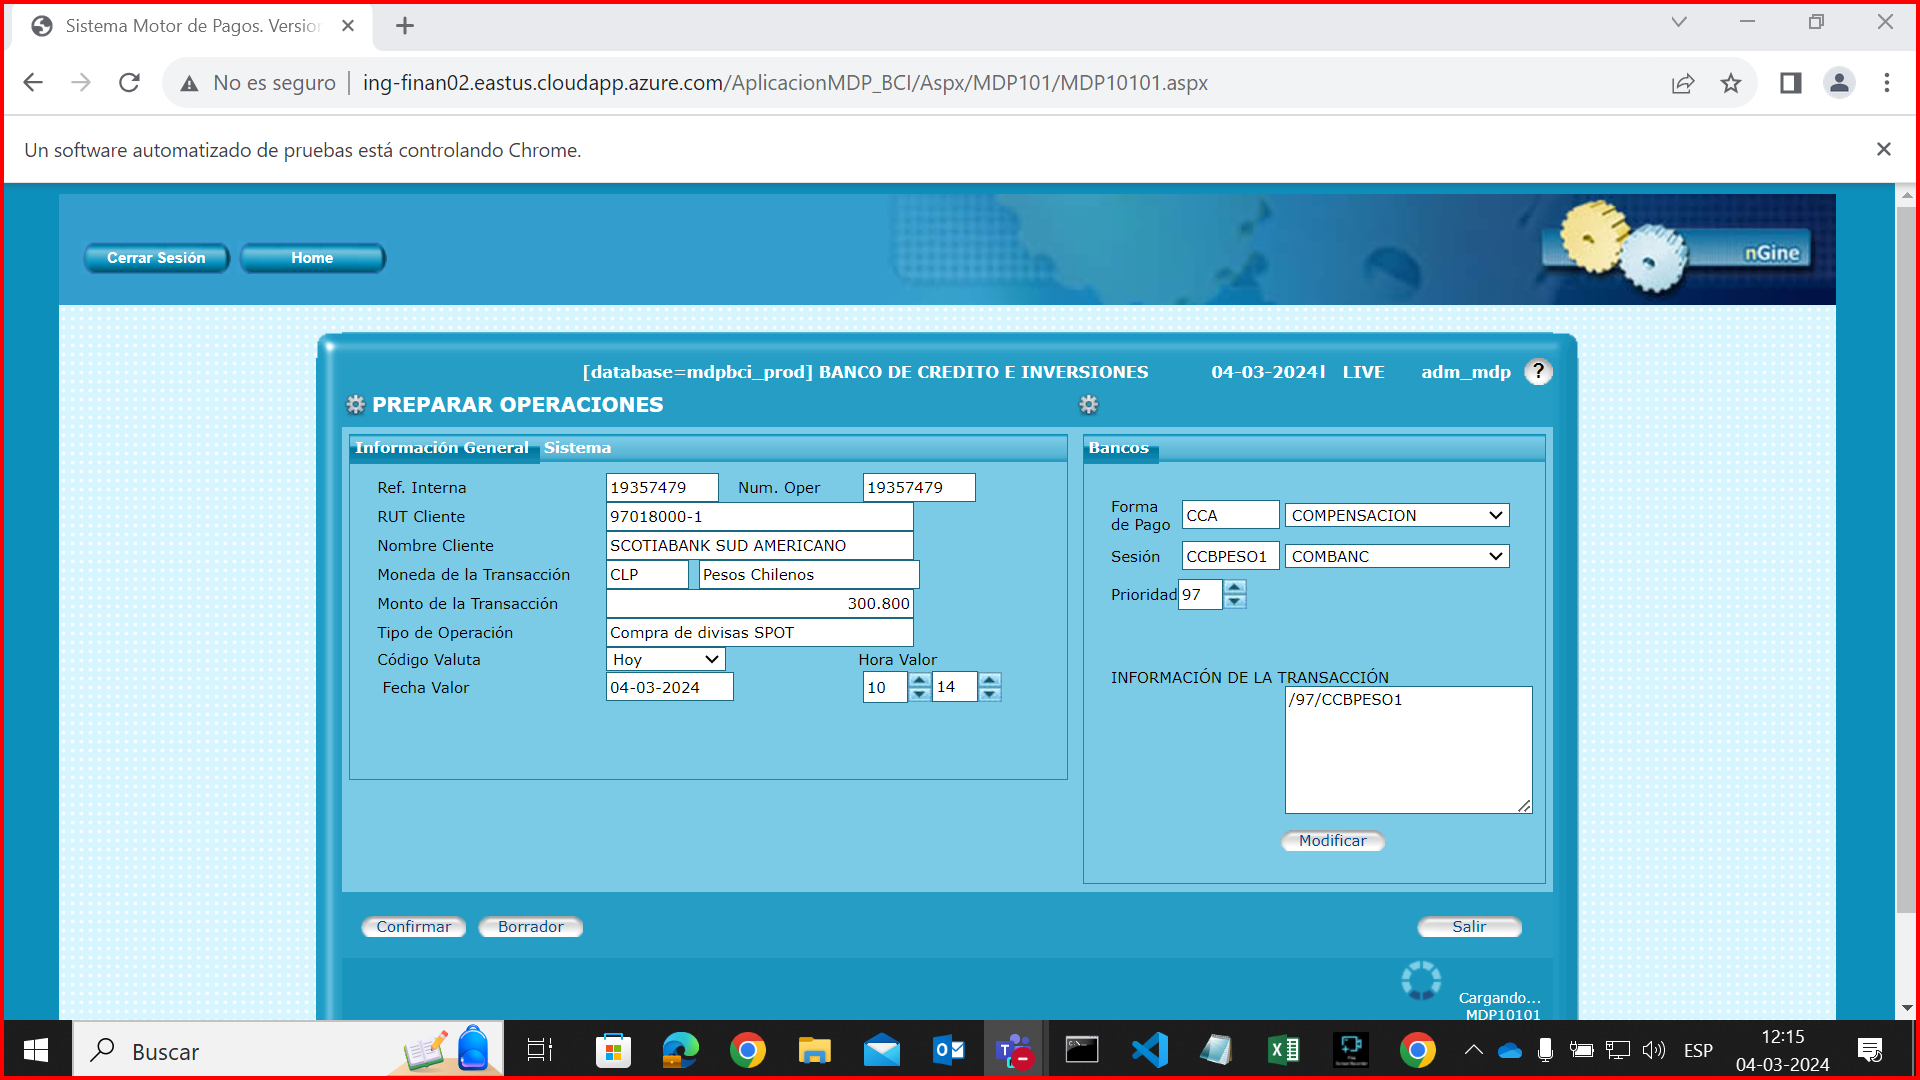 Sistema Motor de Pagos. Version
No es seguro
ing-finan02.eastus.cloudapp.azure.com/AplicacionMDP_BCI/Aspx/MDP101/MDP10101.aspx
Un software automatizado de pruebas está controlando Chrome.
Cerrar Sesión
Home
nGine
[database=mdpbci_prod] BANCO DE CREDITO E INVERSIONES 04-03-2024l LIVE adm_mdp ?
PREPARAR OPERACIONES
Información General Sistema
Ref. Interna 19357479 Num. Oper 19357479
RUT Cliente 97018000-1
Nombre Cliente SCOTIABANK SUD AMERICANO
Moneda de la Transacción CLP Pesos Chilenos
Monto de la Transacción 300.800
Tipo de Operación Compra de divisas SPOT
Código Valuta Hoy Hora Valor
Fecha Valor 04-03-2024 10 14
Bancos
Forma
de Pago CCA COMPENSACION
Sesión CCBPESO1 COMBANC
Prioridad 97
INFORMACIÓN DE LA TRANSACCIÓN
/97/CCBPESO1
Modificar
Confirmar
Borrador
Salir
Cargando...
MDP10101
Buscar
ESP
12:15
04-03-2024